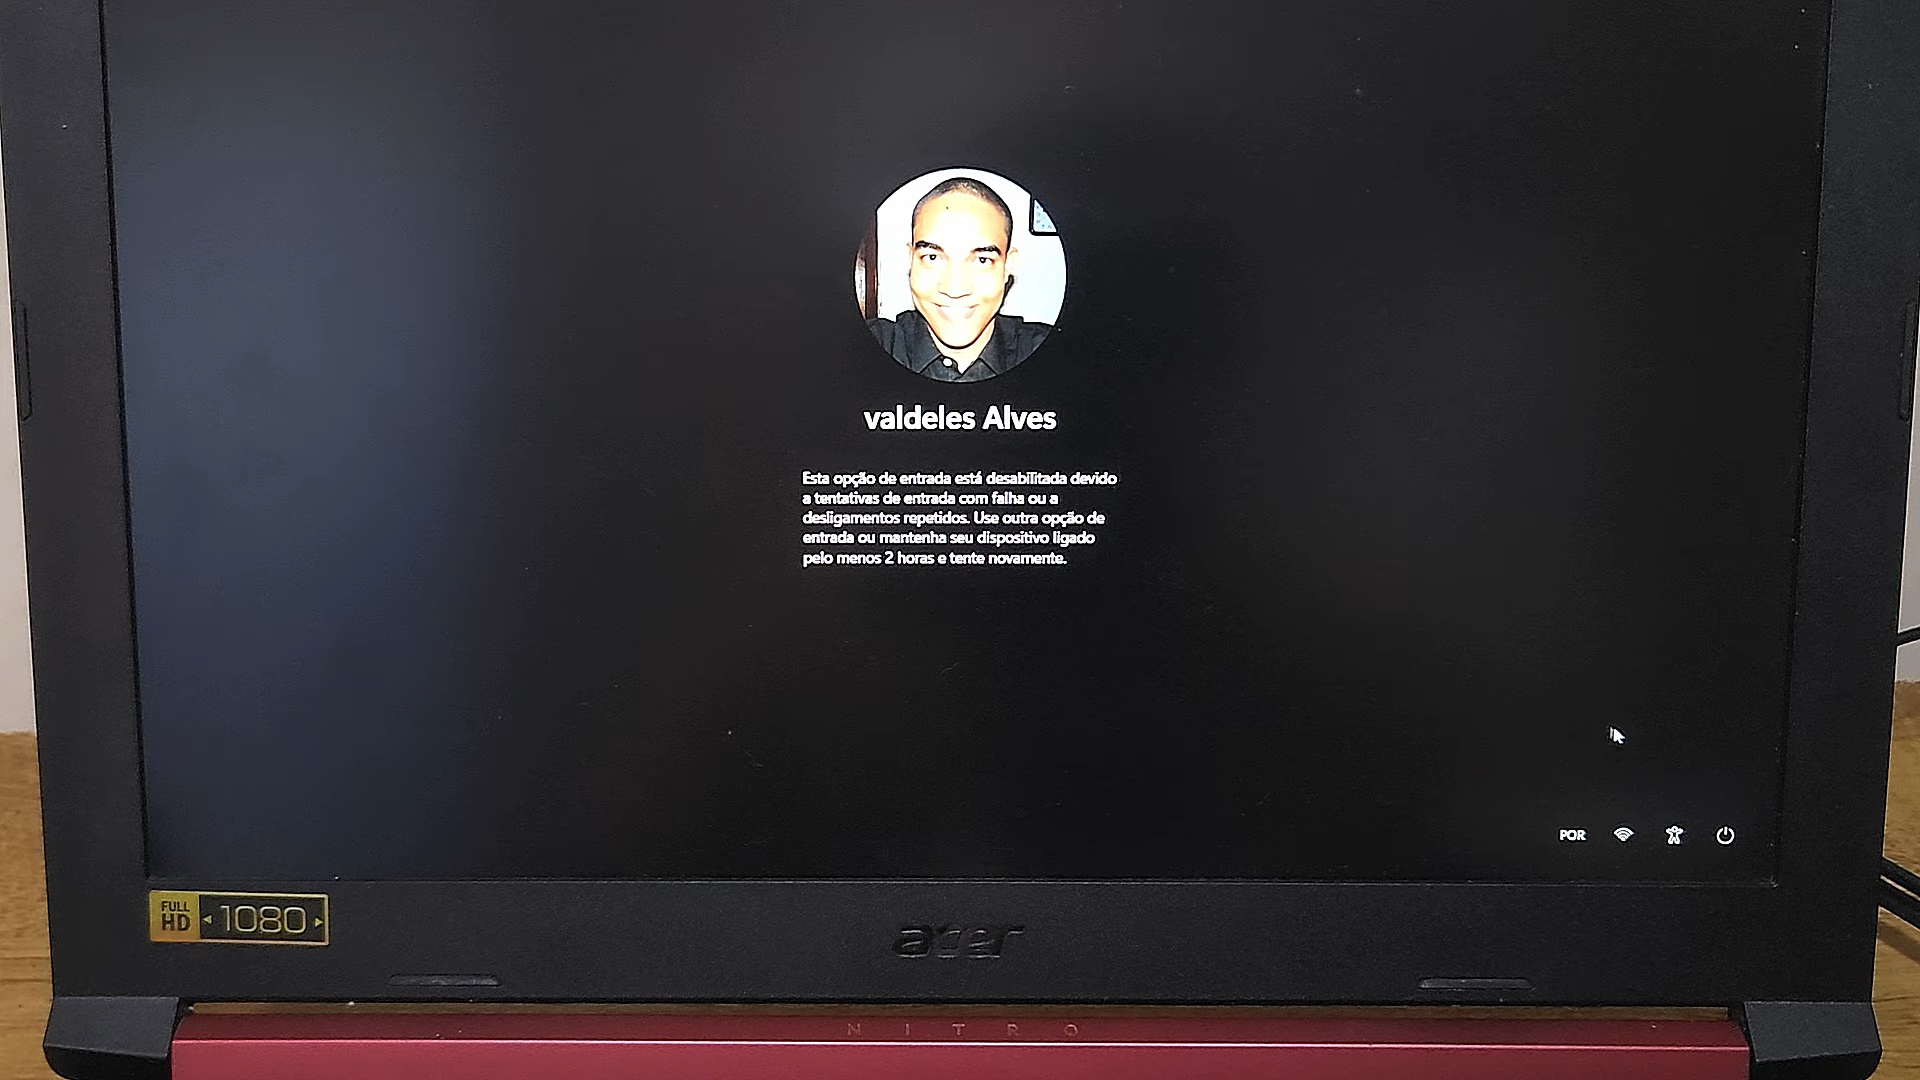 valdeles Alves
Esta opção de entrada está desabilitada devido
a tentativas de entrada com falha ou a
desligamentos repetidos. Use outra opção de
entrada ou mantenha seu dispositivo ligado
pelo menos 2 horas e tente novamente.
POR
FULL
HD 1080
acer
NITRO